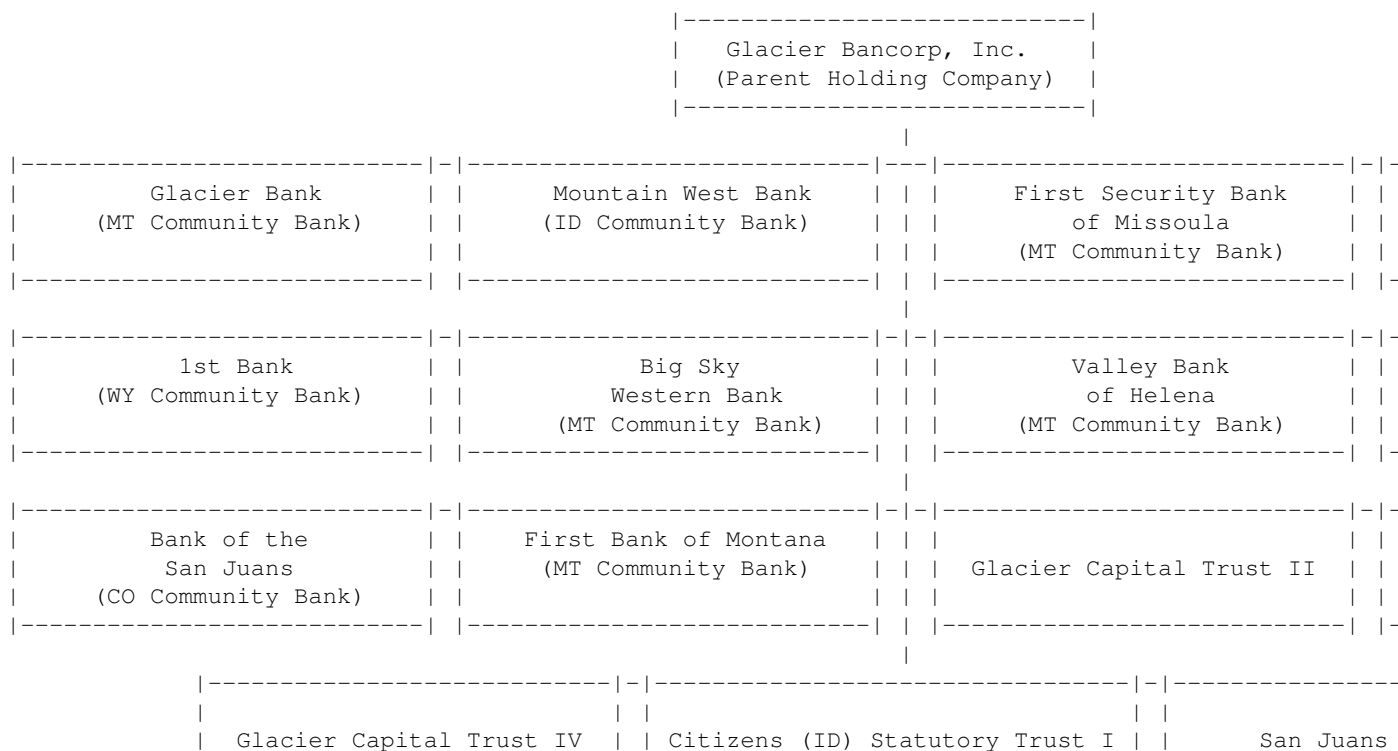 Glacier Bancorp, Inc.
(Parent Holding Company)
Glacier Bank Mountain West Bank First Security Bank
(MT Community Bank) (ID Community Bank) of Missoula
(MT Community Bank)
1st Bank Big Sky Valley Bank
(WY Community Bank) Western Bank of Helena
(MT Community Bank) (MT Community Bank)
Bank of the First Bank of Montana
San Juans (MT Community Bank) Glacier Capital Trust II
(CO Community Bank)
Glacier Capital Trust IV Citizens (ID) Statutory Trust I San Juans